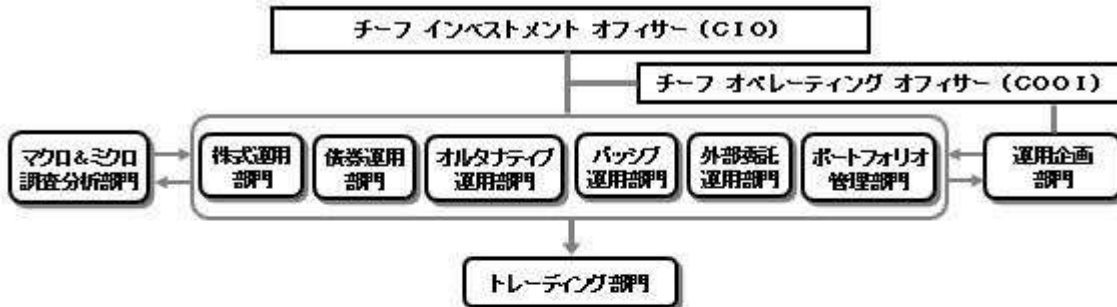 チーフ インベストメント オフィサー (CIO)
チーフ オペレーティング オフィサー (COOI)
マクロ&ミクロ
調査分析部門
株式運用
部門
債券運用
部門
オルタナティブ
運用部門
パッシブ
運用部門
外部委託
運用部門
ポートフォリオ
管理部門
運用企画
部門
トレーディング部門